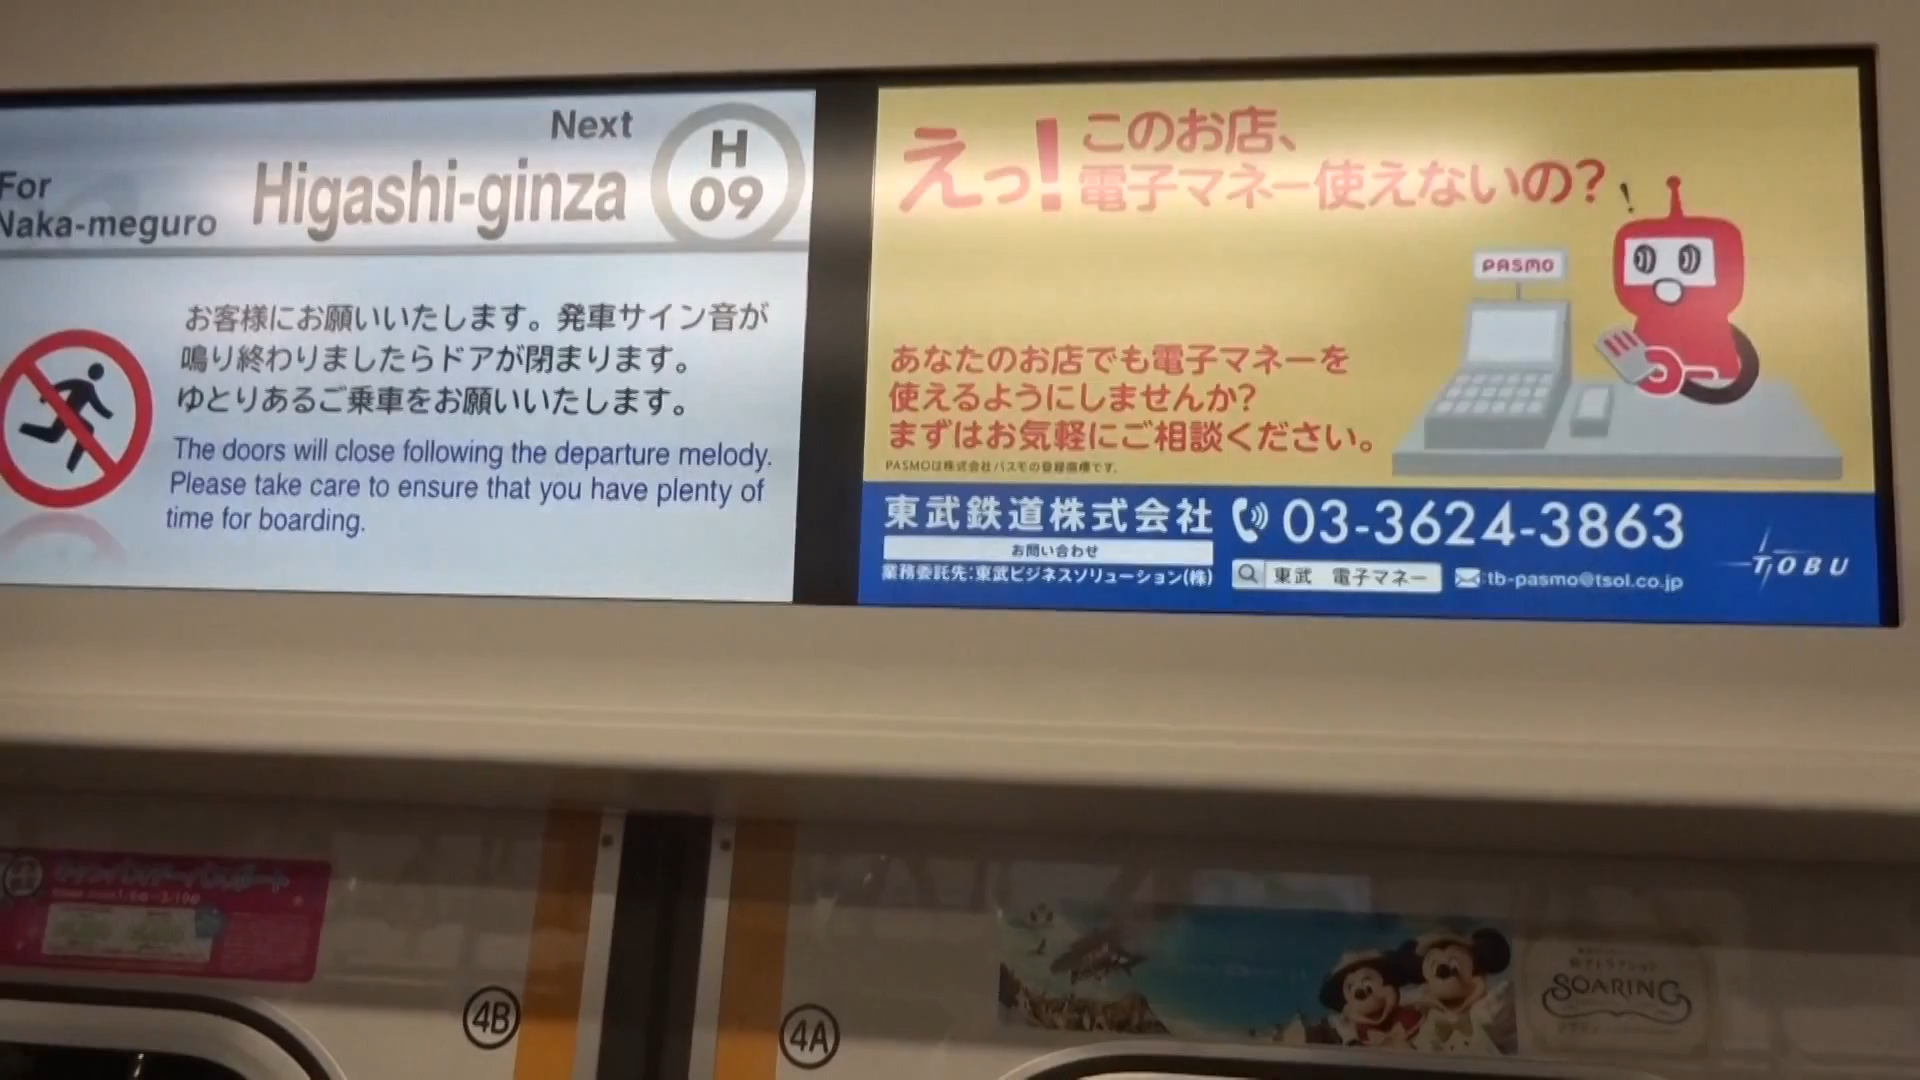 For
Naka-meguro
Next
Higashi-ginza
H
09
お客様にお願いいたします。発車サイン音が
鳴り終わりましたらドアが閉まります。
ゆとりあるご乗車をお願いいたします。
The doors will close following the departure melody.
Please take care to ensure that you have plenty of
time for boarding.
えっ!
このお店、
電子マネー使えないの?
!
PASMO
あなたのお店でも電子マネーを
使えるようにしませんか?
まずはお気軽にご相談ください。
PASMOは株式会社パスモの登録商標です。
東武鉄道株式会社
03-3624-3863
お問い合わせ
業務委託先:東武ビジネスソリューション(株)
東武 電子マネー
tb-pasmo@tsol.co.jp
TOBU
4B
4A
SOARING